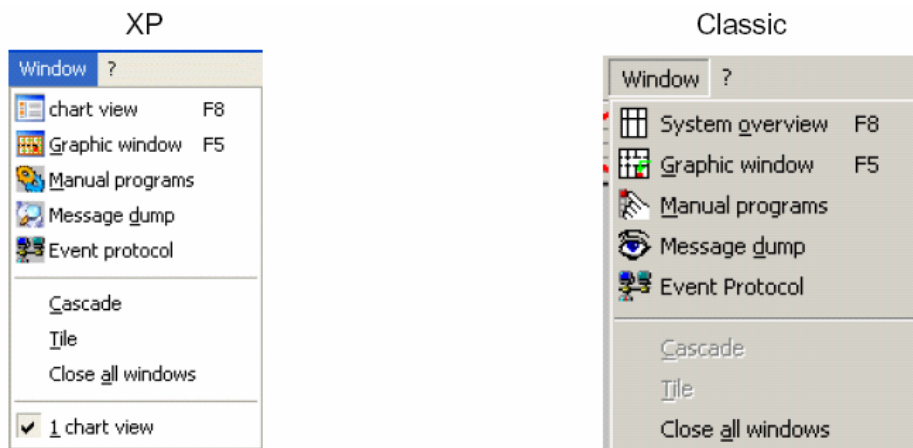 XP
Window ?
chart view F8
Graphic window F5
Manual programs
Message dump
Event protocol
Cascade
Tile
Close all windows
1 chart view
Classic
Window ?
System overview F8
Graphic window F5
Manual programs
Message dump
Event Protocol
Cascade
Tile
Close all windows